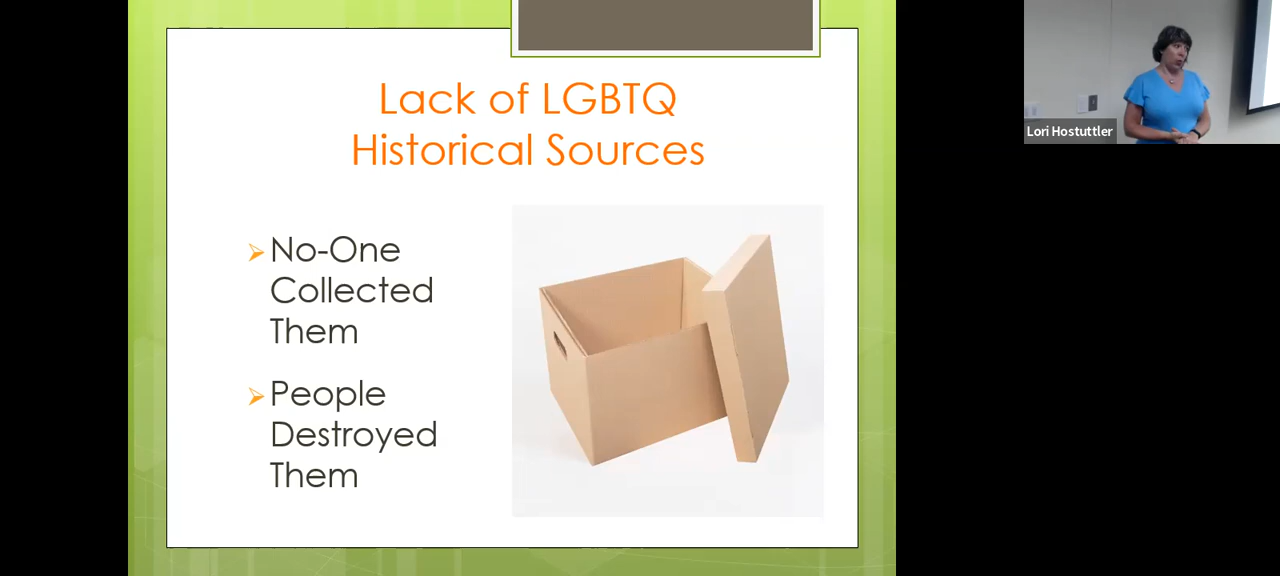 Lack of LGBTQ
Historical Sources
No-One
Collected
Them
People
Destroyed
Them
Lori Hostuttler